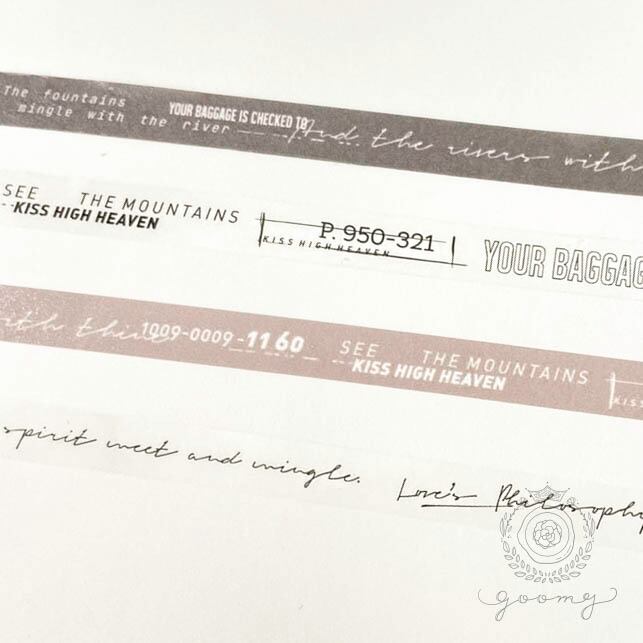 The fountains
mingle with the river
YOUR BAGGAGE IS CHECKED TO
And the rivers with
SEE THE MOUNTAINS
KISS HIGH HEAVEN
P. 950-321
KISS HIGH HEAVEN
YOUR BAGGAG
ith thine
1009-0009-1160
SEE THE MOUNTAINS
KISS HIGH HEAVEN
KISS
spirit meet and mingle.
Love's Philosophy
goomy